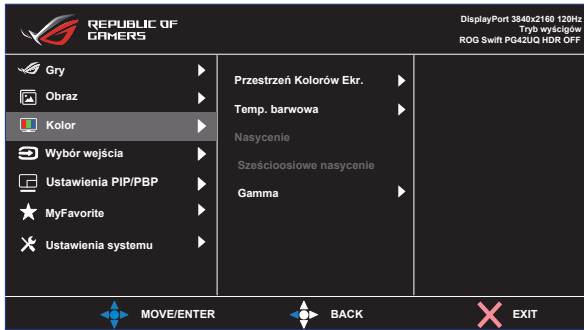 REPUBLIC OF
GAMERS
DisplayPort 3840x2160 120Hz
Tryb wyścigów
ROG Swift PG42UQ HDR OFF
Gry
Obraz
Kolor
Wybór wejścia
Ustawienia PIP/PBP
MyFavorite
Ustawienia systemu
Przestrzeń Kolorów Ekr.
Temp. barwowa
Nasycenie
Sześcioosiowe nasycenie
Gamma
MOVE/ENTER
BACK
EXIT